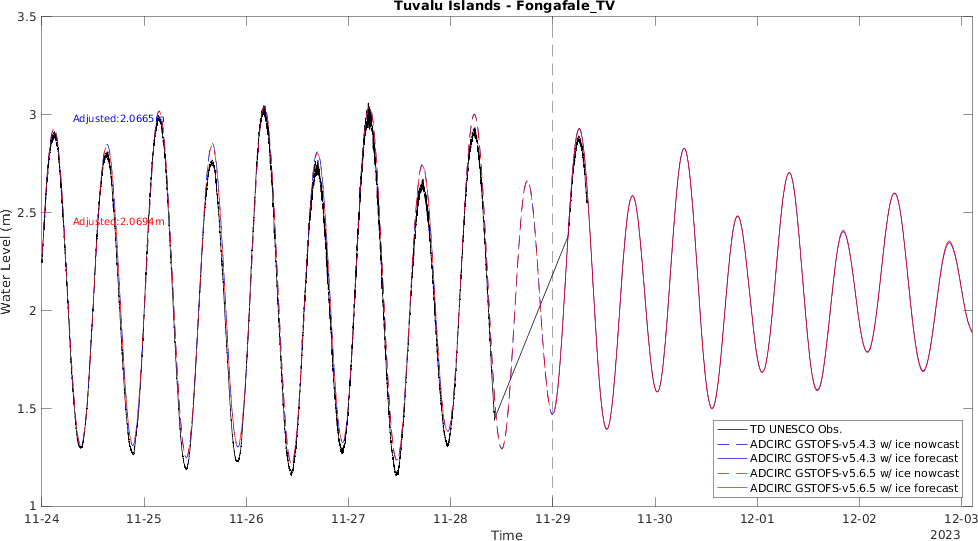 Tuvalu Islands - Fongafale_TV
3.5
3
2.5
2
1.5
1
Water Level (m)
Adjusted:2.0665m
Adjusted:2.0694m
TD UNESCO Obs.
ADCIRC GSTOFS-v5.4.3 w/ ice nowcast
ADCIRC GSTOFS-v5.4.3 w/ ice forecast
ADCIRC GSTOFS-v5.6.5 w/ ice nowcast
ADCIRC GSTOFS-v5.6.5 w/ ice forecast
11-24 11-25 11-26 11-27 11-28 11-29 11-30 12-01 12-02 12-03
Time
2023